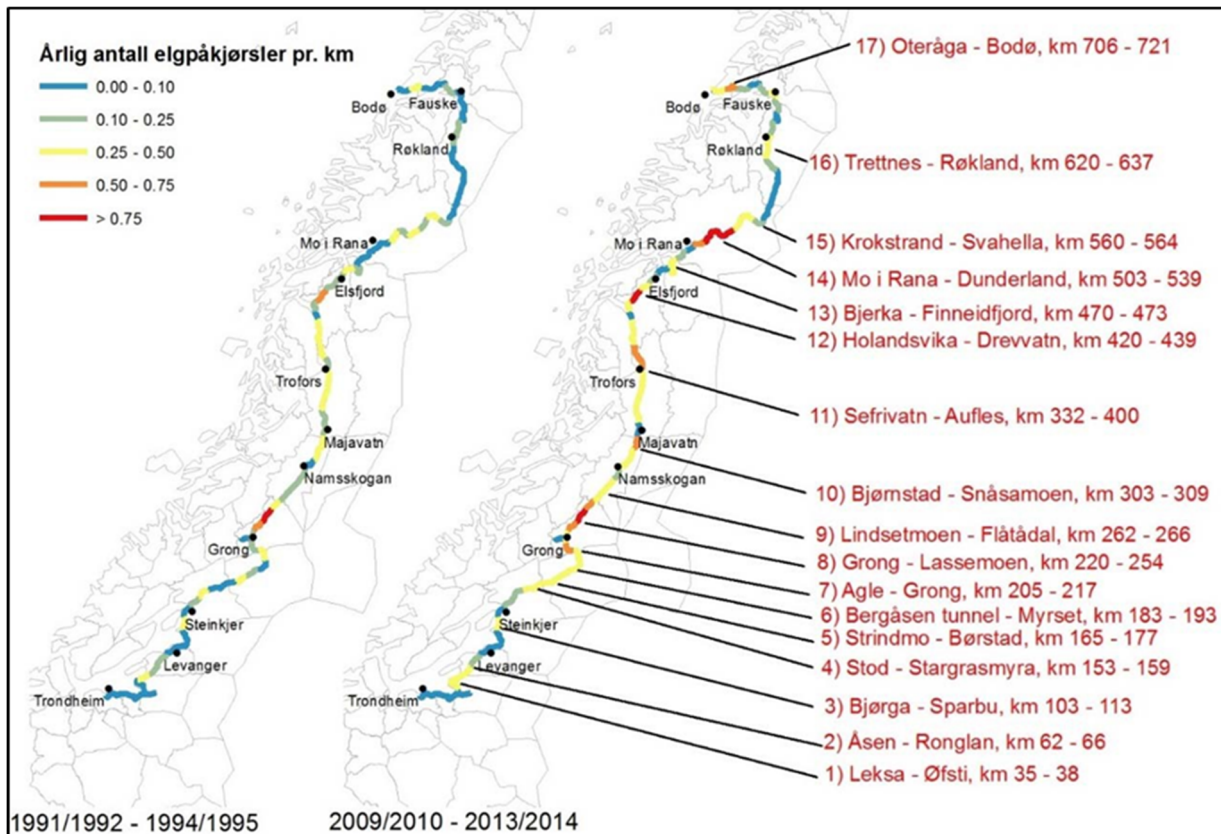 Årlig antall elgpåkjørsler pr. km
0.00 - 0.10
0.10 - 0.25
0.25 - 0.50
0.50 - 0.75
> 0.75
Bodø
Fauske
Røkland
Mo i Rana
Elsfjord
Trofors
Majavatn
Namsskogan
Grong
Steinkjer
Levanger
Trondheim
1991/1992 - 1994/1995
Bodø
Fauske
Røkland
Mo i Rana
Elsfjord
Trofors
Majavatn
Namsskogan
Grong
Steinkjer
Levanger
Trondheim
2009/2010 - 2013/2014
17) Oteråga - Bodø, km 706 - 721
16) Trettnes - Røkland, km 620 - 637
15) Krokstrand - Svahella, km 560 - 564
14) Mo i Rana - Dunderland, km 503 - 539
13) Bjerka - Finneidfjord, km 470 - 473
12) Holandsvika - Drevvatn, km 420 - 439
11) Sefrivatn - Aufles, km 332 - 400
10) Bjørnstad - Snåsamoen, km 303 - 309
9) Lindsetmoen - Flåtådal, km 262 - 266
8) Grong - Lassemoen, km 220 - 254
7) Agle - Grong, km 205 - 217
6) Bergåsen tunnel - Myrset, km 183 - 193
5) Strindmo - Børstad, km 165 - 177
4) Stod - Stargrasmyra, km 153 - 159
3) Bjørga - Sparbu, km 103 - 113
2) Åsen - Ronglan, km 62 - 66
1) Leksa - Øfsti, km 35 - 38